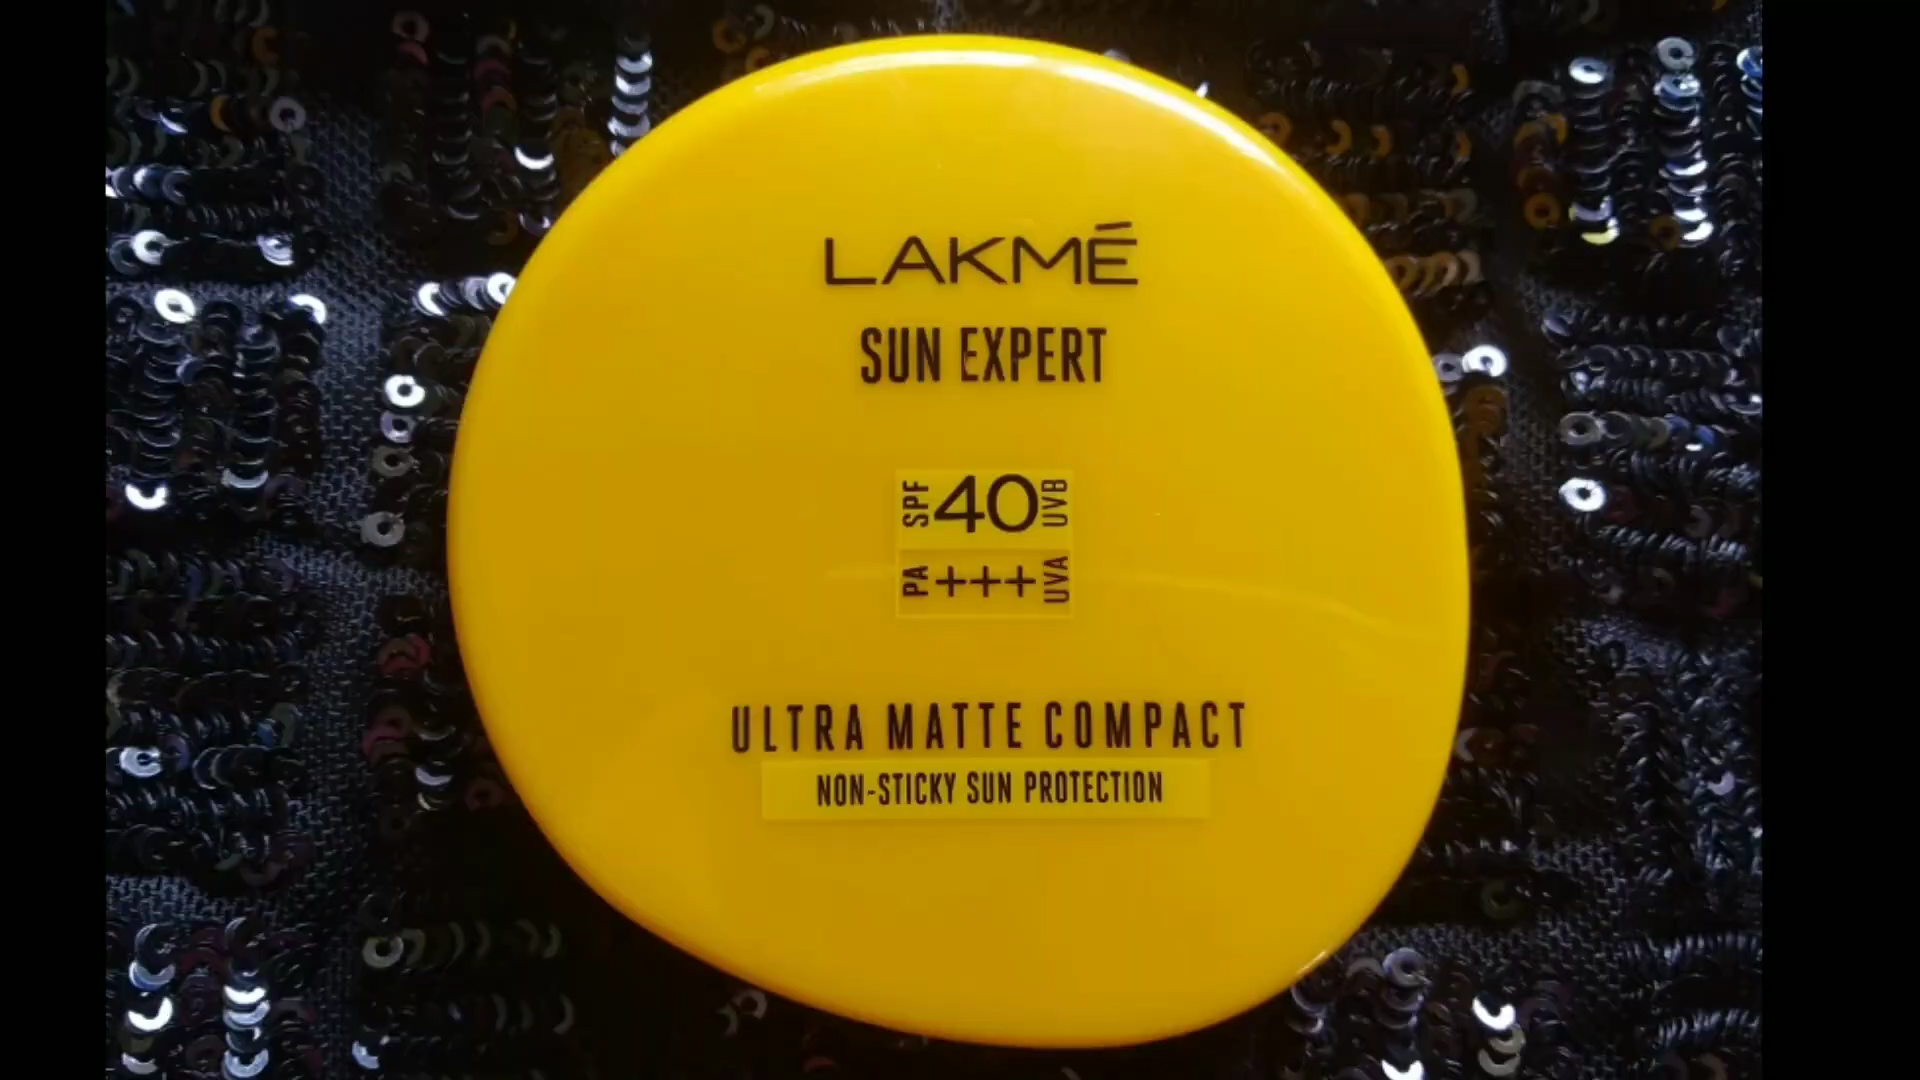 LAKMÉ
SUN EXPERT
SPF 40 UVB
PA +++ UVA
ULTRA MATTE COMPACT
NON-STICKY SUN PROTECTION